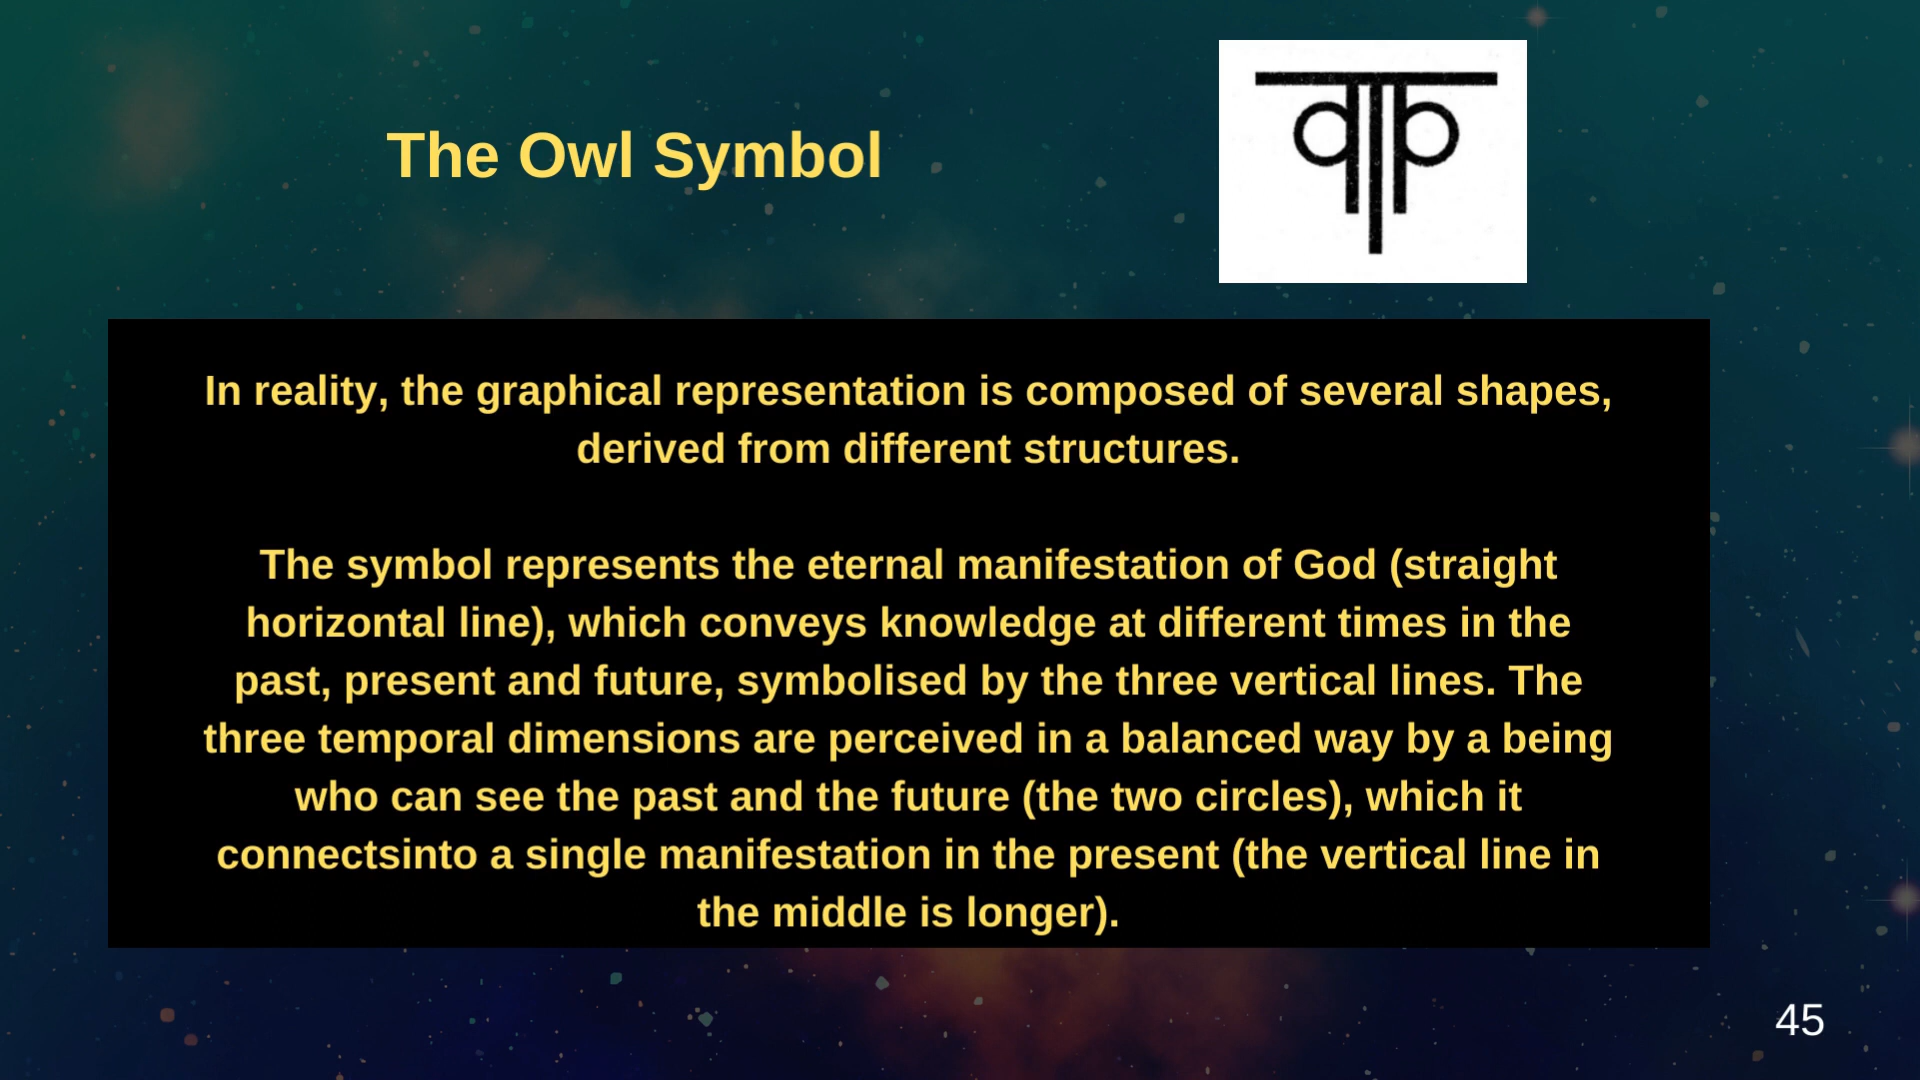 The Owl Symbol
In reality, the graphical representation is composed of several shapes,
derived from different structures.
The symbol represents the eternal manifestation of God (straight
horizontal line), which conveys knowledge at different times in the
past, present and future, symbolised by the three vertical lines. The
three temporal dimensions are perceived in a balanced way by a being
who can see the past and the future (the two circles), which it
connectsinto a single manifestation in the present (the vertical line in
the middle is longer).
45